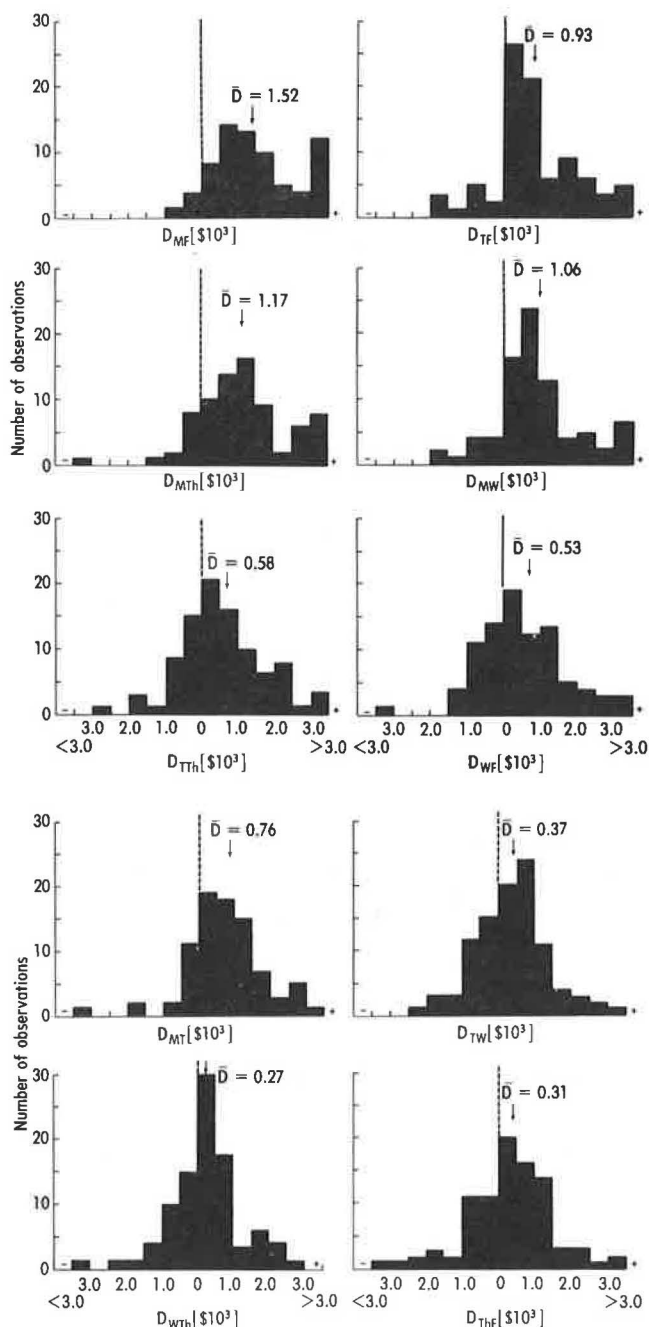 30
20
10
0
D̄ = 1.52
- +
D_MF[$10³]
D̄ = 0.93
- +
D_TF[$10³]
Number of observations
30
20
10
0
D̄ = 1.17
- +
D_MTh[$10³]
D̄ = 1.06
- +
D_MW[$10³]
30
20
10
0
D̄ = 0.58
- +
3.0 2.0 1.0 0 1.0 2.0 3.0
<3.0 >3.0
D_TTh[$10³]
D̄ = 0.53
- +
3.0 2.0 1.0 0 1.0 2.0 3.0
<3.0 >3.0
D_WF[$10³]
Number of observations
30
20
10
0
D̄ = 0.76
- +
D_MT[$10³]
D̄ = 0.37
- +
D_TW[$10³]
30
20
10
0
D̄ = 0.27
- +
3.0 2.0 1.0 0 1.0 2.0 3.0
<3.0 >3.0
D_WTh[$10³]
D̄ = 0.31
- +
3.0 2.0 1.0 0 1.0 2.0 3.0
<3.0 >3.0
D_ThF[$10³]